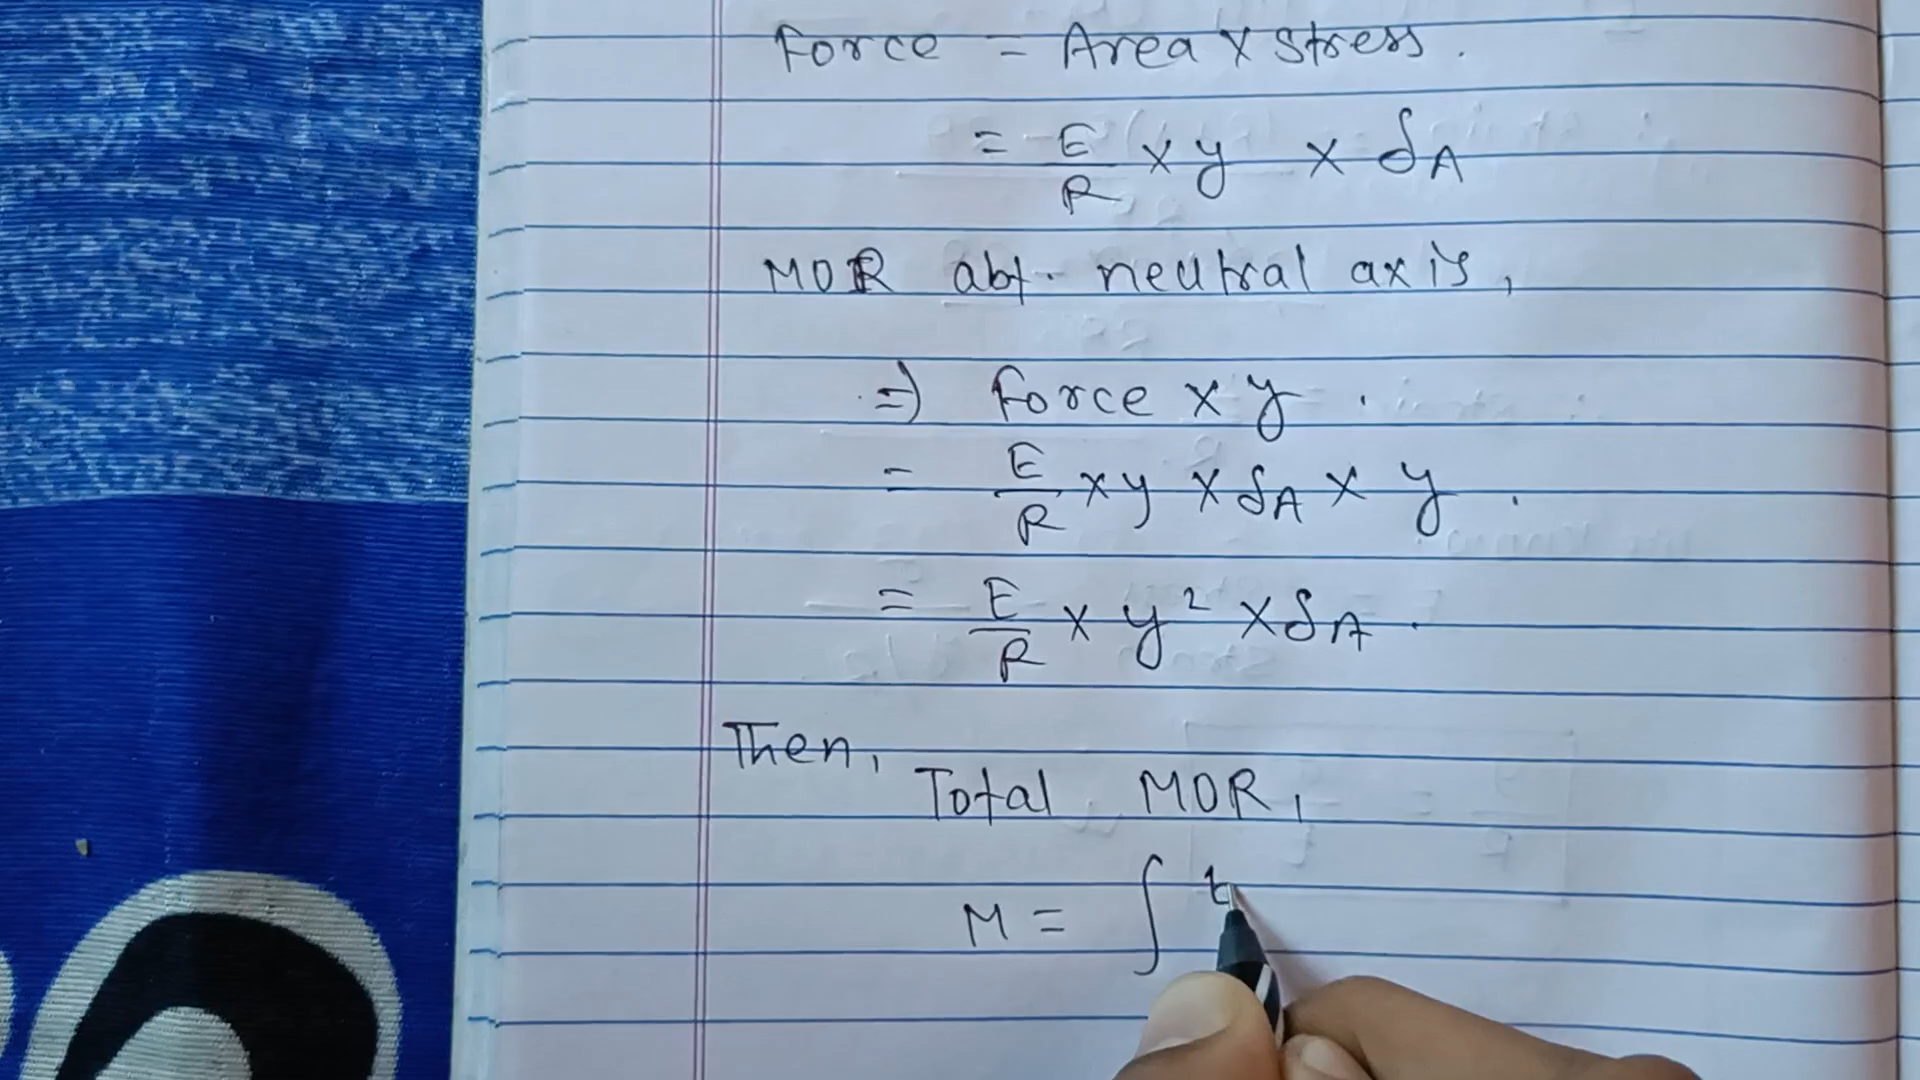 Force = Area x stress.
= E/R x y x δA
MOR abt. neutral axis,
=) Force x y.
= E/R x y x δA x y.
= E/R x y² x δA.
Then,
Total MOR,
M = ∫